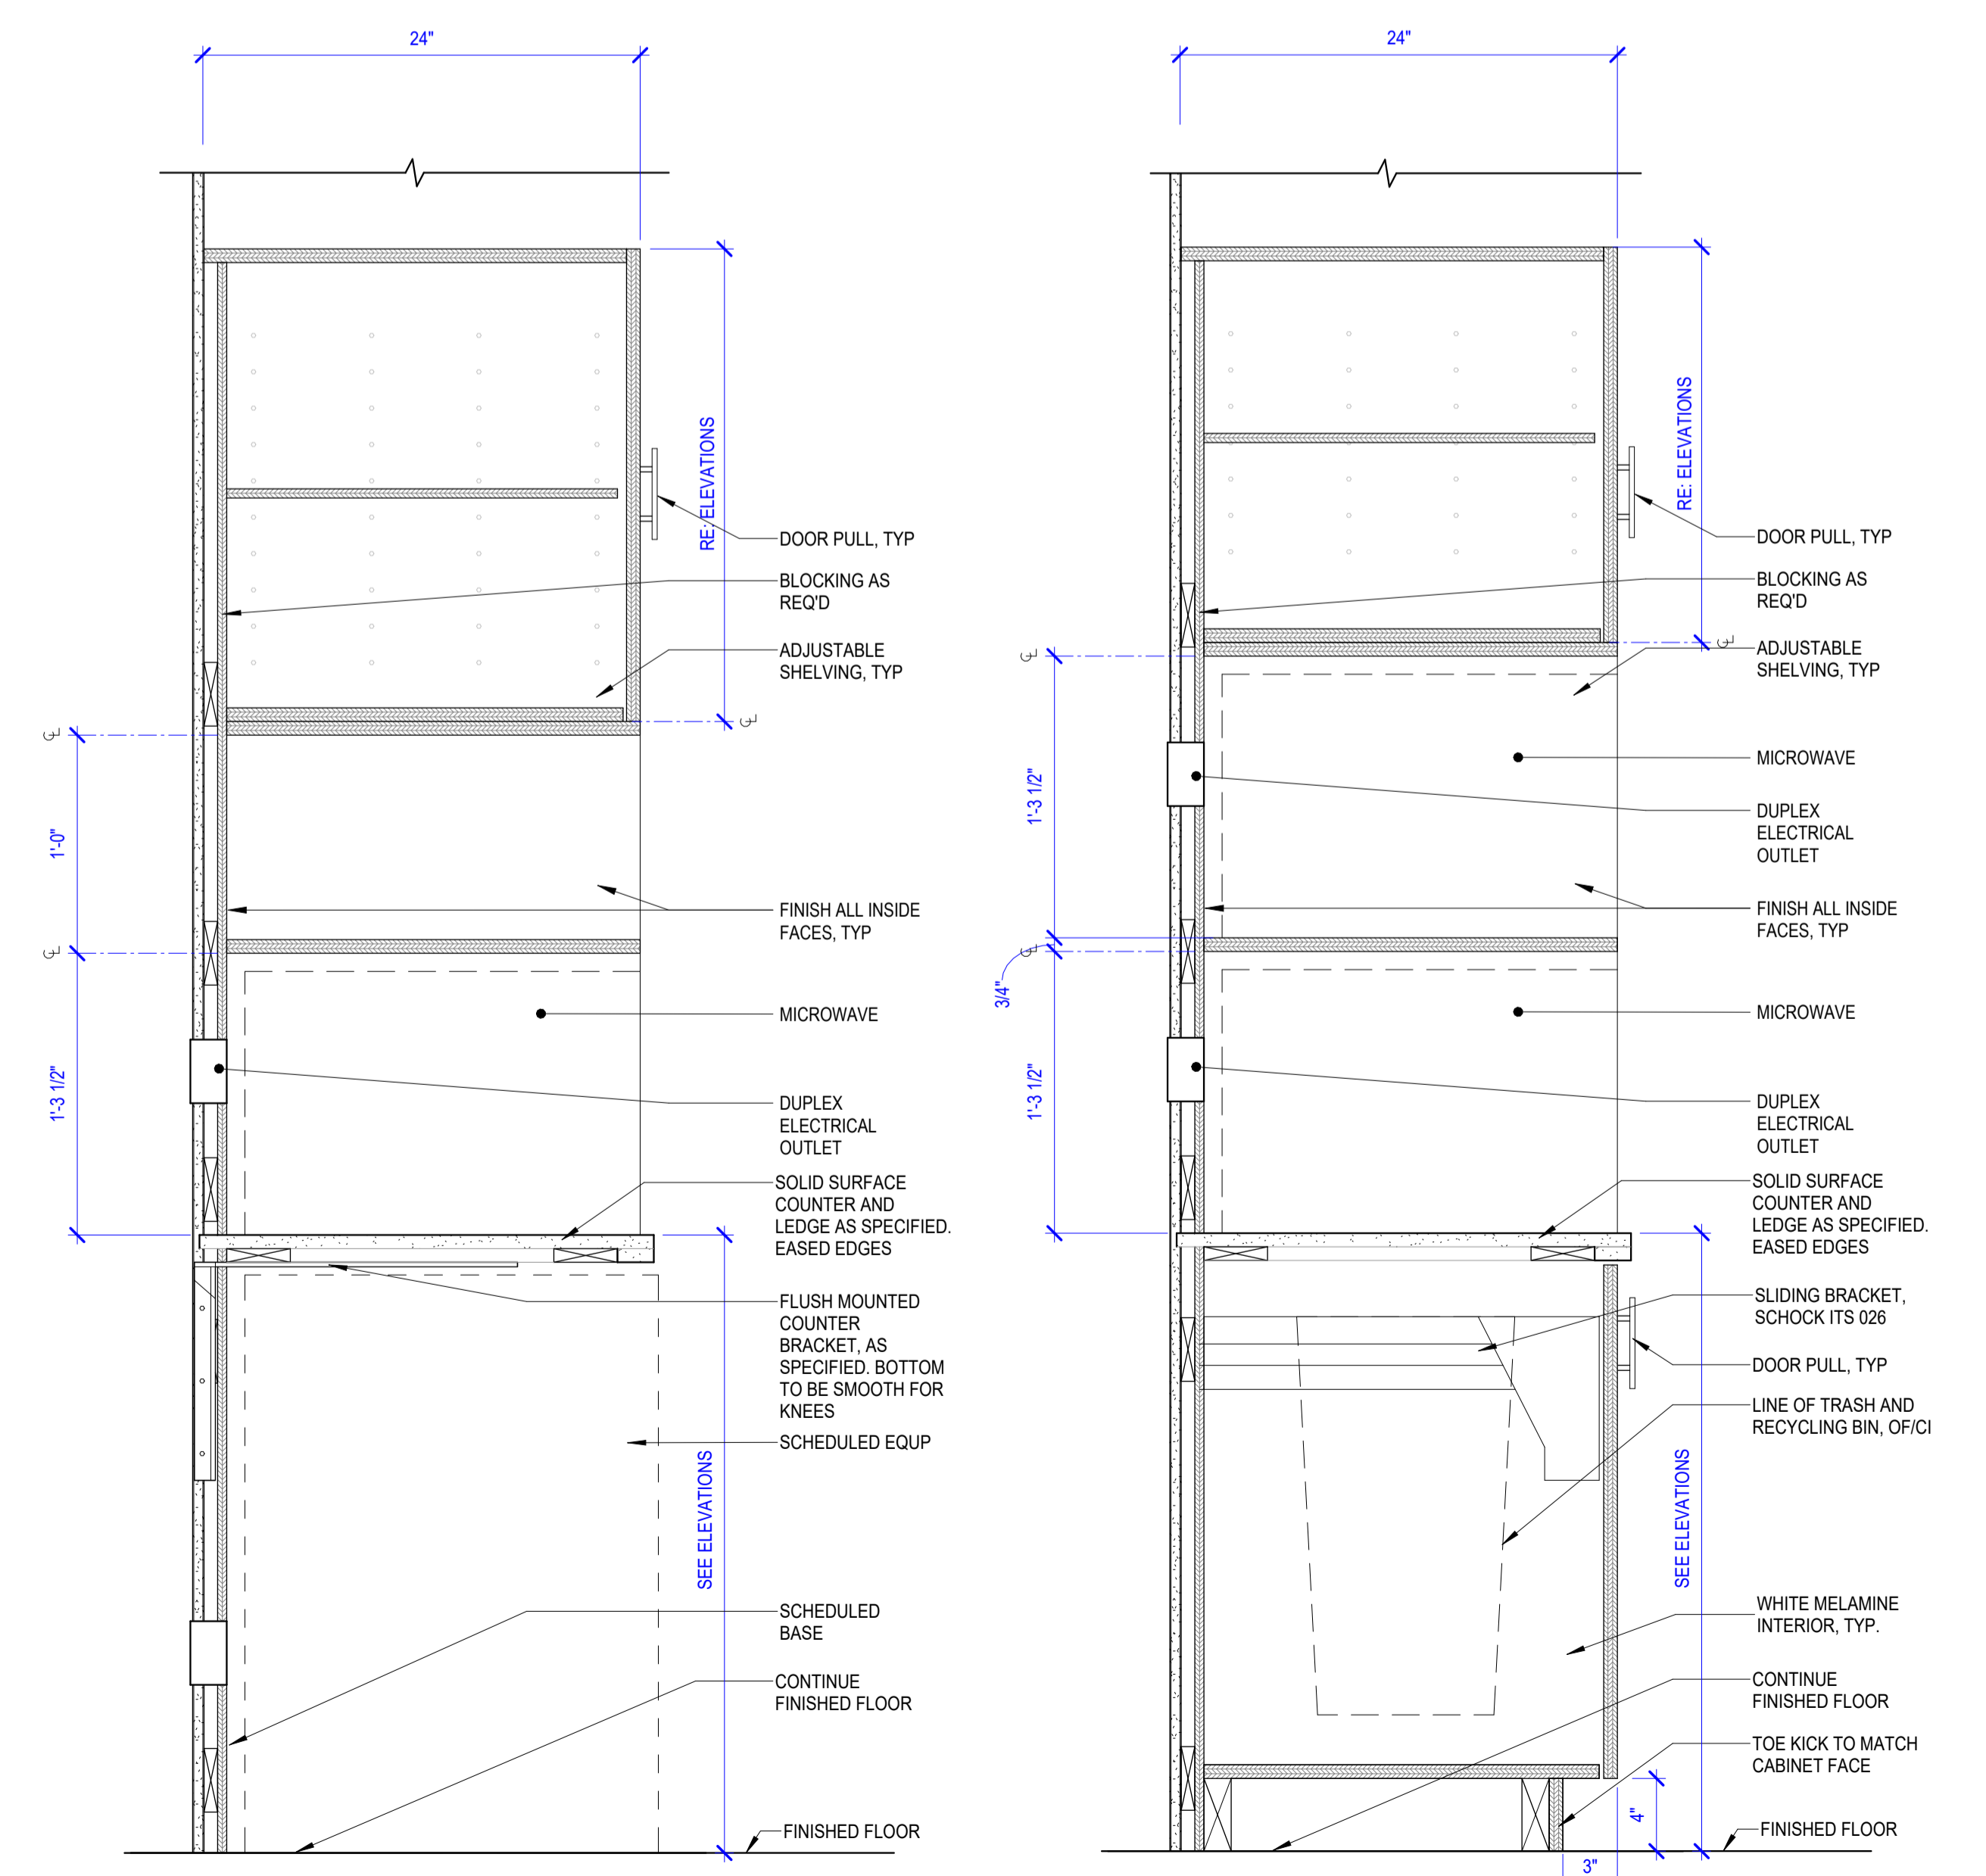 24"
RE: ELEVATIONS
DOOR PULL, TYP
BLOCKING AS
REQ'D
ADJUSTABLE
SHELVING, TYP
℄
℄
1'-0"
FINISH ALL INSIDE
FACES, TYP
℄
MICROWAVE
1'-3 1/2"
DUPLEX
ELECTRICAL
OUTLET
SOLID SURFACE
COUNTER AND
LEDGE AS SPECIFIED.
EASED EDGES
FLUSH MOUNTED
COUNTER
BRACKET, AS
SPECIFIED. BOTTOM
TO BE SMOOTH FOR
KNEES
SCHEDULED EQUP
SEE ELEVATIONS
SCHEDULED
BASE
CONTINUE
FINISHED FLOOR
FINISHED FLOOR
24"
RE: ELEVATIONS
DOOR PULL, TYP
BLOCKING AS
REQ'D
℄
℄
ADJUSTABLE
SHELVING, TYP
MICROWAVE
1'-3 1/2"
DUPLEX
ELECTRICAL
OUTLET
FINISH ALL INSIDE
FACES, TYP
℄
3/4"
MICROWAVE
1'-3 1/2"
DUPLEX
ELECTRICAL
OUTLET
SOLID SURFACE
COUNTER AND
LEDGE AS SPECIFIED.
EASED EDGES
SLIDING BRACKET,
SCHOCK ITS 026
DOOR PULL, TYP
LINE OF TRASH AND
RECYCLING BIN, OF/CI
SEE ELEVATIONS
WHITE MELAMINE
INTERIOR, TYP.
CONTINUE
FINISHED FLOOR
TOE KICK TO MATCH
CABINET FACE
4"
FINISHED FLOOR
3"